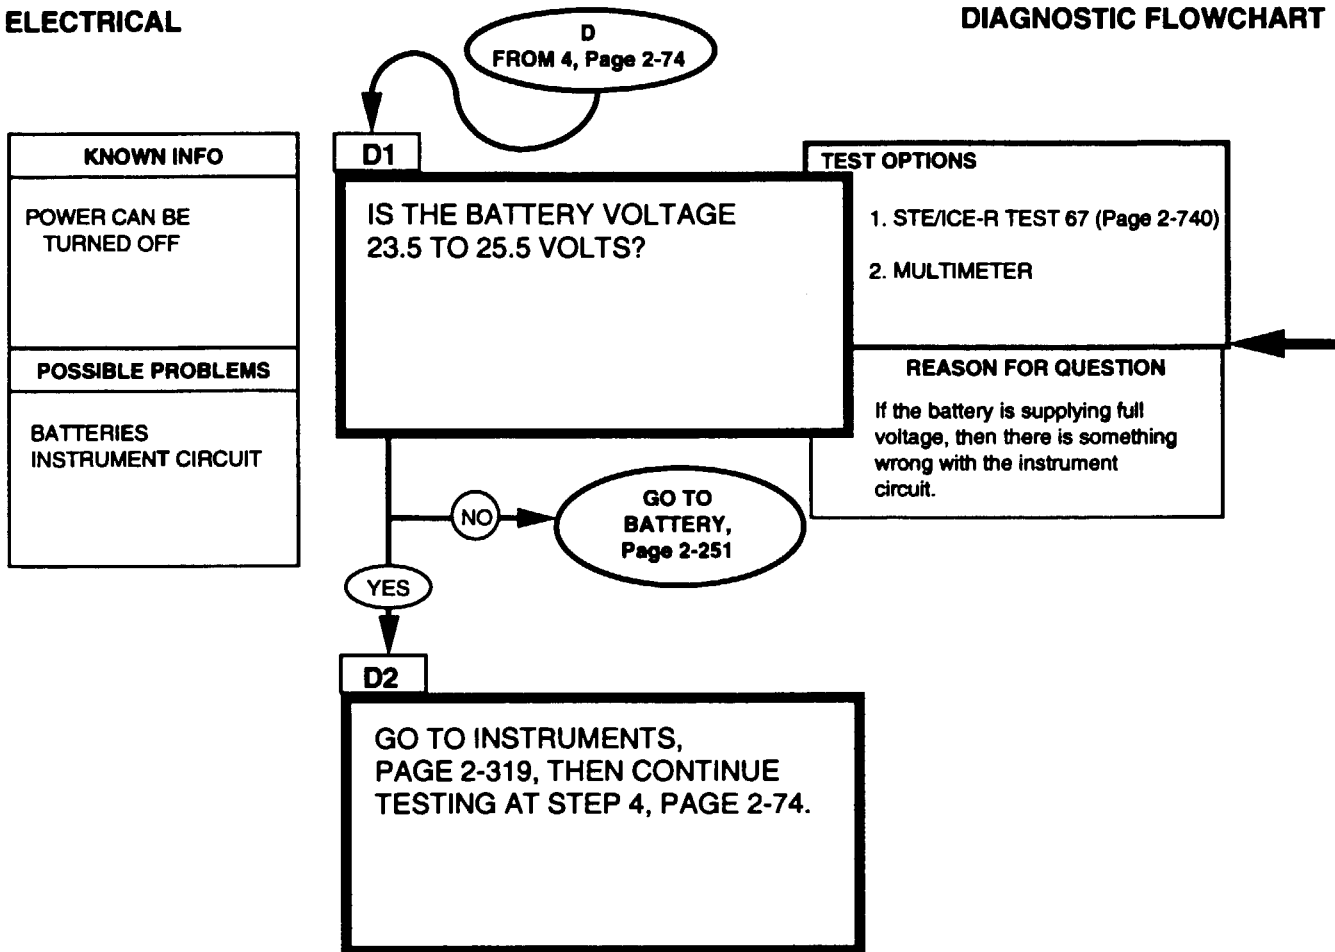 ELECTRICAL
DIAGNOSTIC FLOWCHART
D
FROM 4, Page 2-74
KNOWN INFO
POWER CAN BE
TURNED OFF
POSSIBLE PROBLEMS
BATTERIES
INSTRUMENT CIRCUIT
D1
IS THE BATTERY VOLTAGE
23.5 TO 25.5 VOLTS?
TEST OPTIONS
1. STE/ICE-R TEST 67 (Page 2-740)
2. MULTIMETER
REASON FOR QUESTION
If the battery is supplying full
voltage, then there is something
wrong with the instrument
circuit.
NO
GO TO
BATTERY,
Page 2-251
YES
D2
GO TO INSTRUMENTS,
PAGE 2-319, THEN CONTINUE
TESTING AT STEP 4, PAGE 2-74.